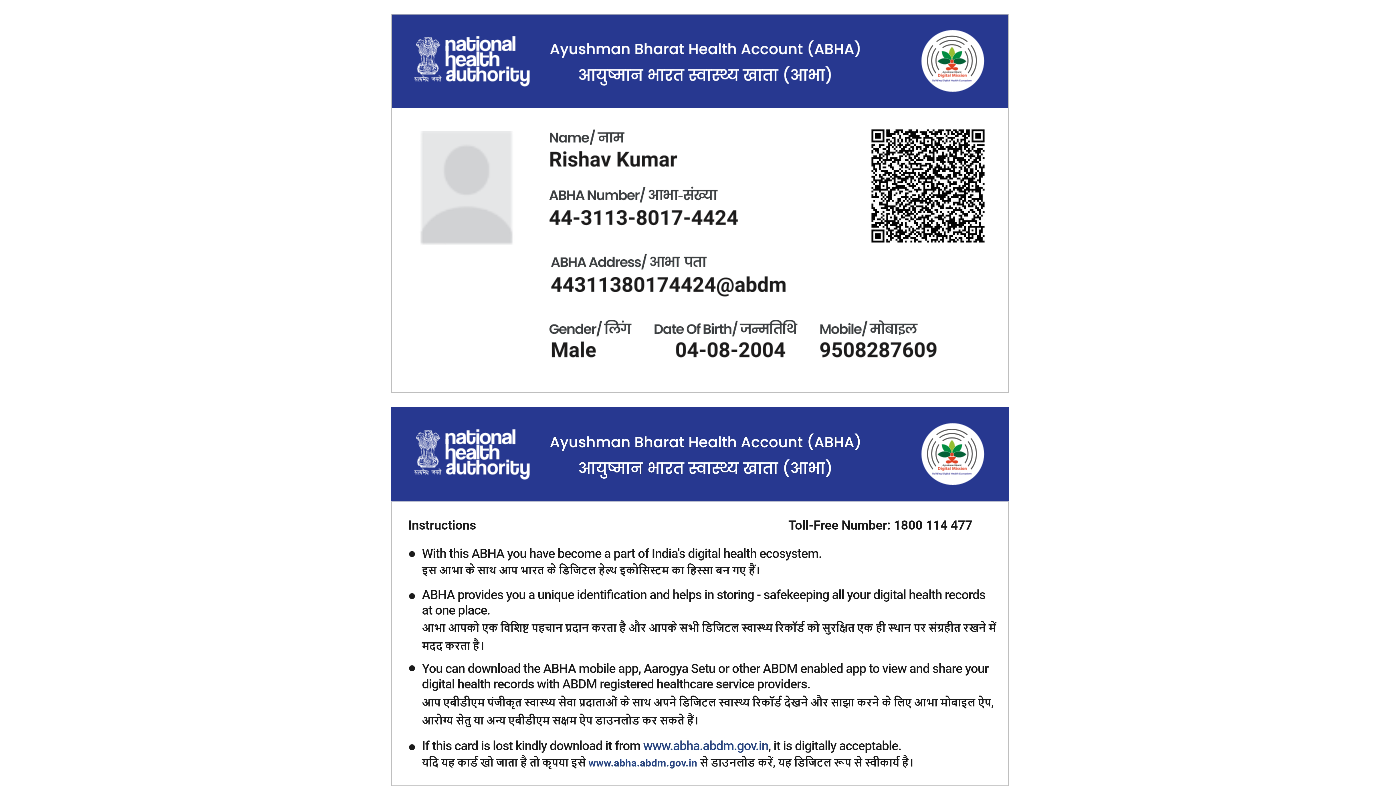 national
health
authority
सत्यमेव जयते
Ayushman Bharat Health Account (ABHA)
आयुष्मान भारत स्वास्थ्य खाता (आभा)
Digital Mission
Name/ नाम
Rishav Kumar
ABHA Number/ आभा-संख्या
44-3113-8017-4424
ABHA Address/ आभा पता
44311380174424@abdm
Gender/ लिंग Date Of Birth/ जन्मतिथि Mobile/ मोबाइल
Male 04-08-2004 9508287609
national
health
authority
सत्यमेव जयते
Ayushman Bharat Health Account (ABHA)
आयुष्मान भारत स्वास्थ्य खाता (आभा)
Digital Mission
Instructions Toll-Free Number: 1800 114 477
With this ABHA you have become a part of India's digital health ecosystem.
इस आभा के साथ आप भारत के डिजिटल हेल्थ इकोसिस्टम का हिस्सा बन गए हैं।
ABHA provides you a unique identification and helps in storing - safekeeping all your digital health records
at one place.
आभा आपको एक विशिष्ट पहचान प्रदान करता है और आपके सभी डिजिटल स्वास्थ्य रिकॉर्ड को सुरक्षित एक ही स्थान पर संग्रहीत रखने में
मदद करता है।
You can download the ABHA mobile app, Aarogya Setu or other ABDM enabled app to view and share your
digital health records with ABDM registered healthcare service providers.
आप एबीडीएम पंजीकृत स्वास्थ्य सेवा प्रदाताओं के साथ अपने डिजिटल स्वास्थ्य रिकॉर्ड देखने और साझा करने के लिए आभा मोबाइल ऐप,
आरोग्य सेतु या अन्य एबीडीएम सक्षम ऐप डाउनलोड कर सकते हैं।
If this card is lost kindly download it from www.abha.abdm.gov.in, it is digitally acceptable.
यदि यह कार्ड खो जाता है तो कृपया इसे www.abha.abdm.gov.in से डाउनलोड करें, यह डिजिटल रूप से स्वीकार्य है।